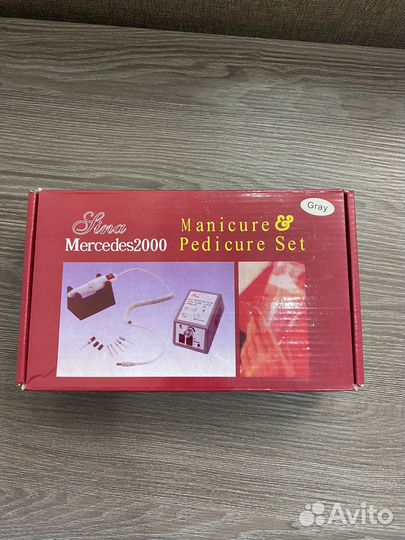 Gray
Sina
Mercedes2000
Manicure &
Pedicure Set
Avito